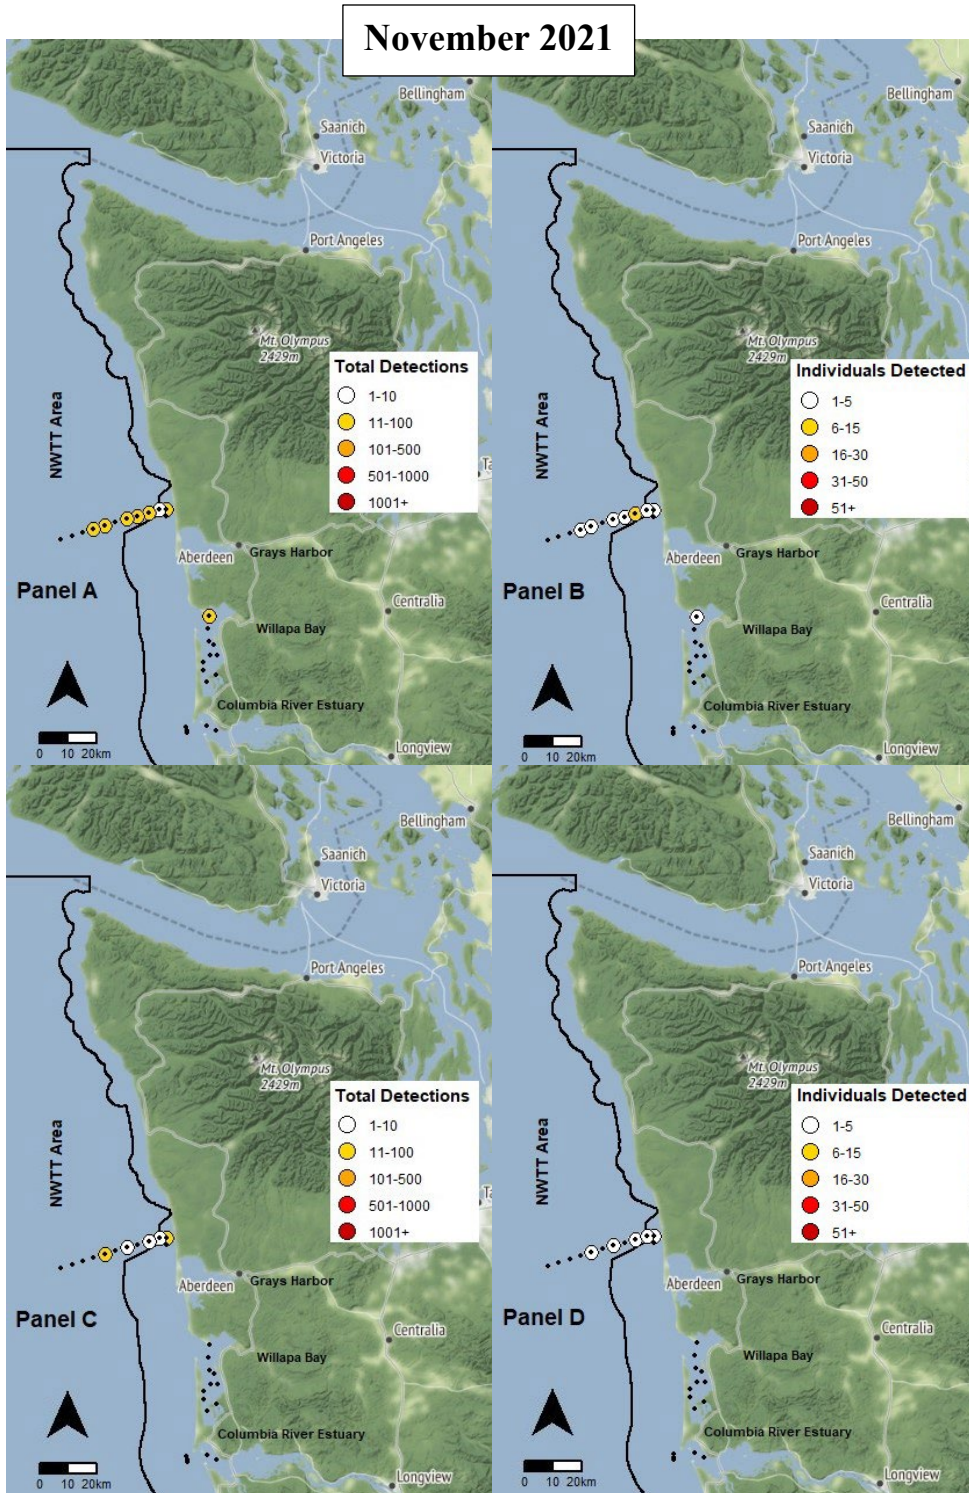 November 2021
Bellingham
Saanich
Victoria
Port Angeles
Mt. Olympus
2429m
NWTT Area
Total Detections
1-10
11-100
101-500
501-1000
1001+
Ta
Aberdeen
Grays Harbor
Panel A
Centralia
Willapa Bay
Columbia River Estuary
0 10 20km
Longview
Bellingham
Saanich
Victoria
Port Angeles
Mt. Olympus
2429m
NWTT Area
Individuals Detected
1-5
6-15
16-30
31-50
51+
Aberdeen
Grays Harbor
Panel B
Centralia
Willapa Bay
Columbia River Estuary
0 10 20km
Longview
Bellingham
Saanich
Victoria
Port Angeles
Mt. Olympus
2429m
NWTT Area
Total Detections
1-10
11-100
101-500
501-1000
1001+
Ta
Aberdeen
Grays Harbor
Panel C
Centralia
Willapa Bay
Columbia River Estuary
0 10 20km
Longview
Bellingham
Saanich
Victoria
Port Angeles
Mt. Olympus
2429m
NWTT Area
Individuals Detected
1-5
6-15
16-30
31-50
51+
Aberdeen
Grays Harbor
Panel D
Centralia
Willapa Bay
Columbia River Estuary
0 10 20km
Longview